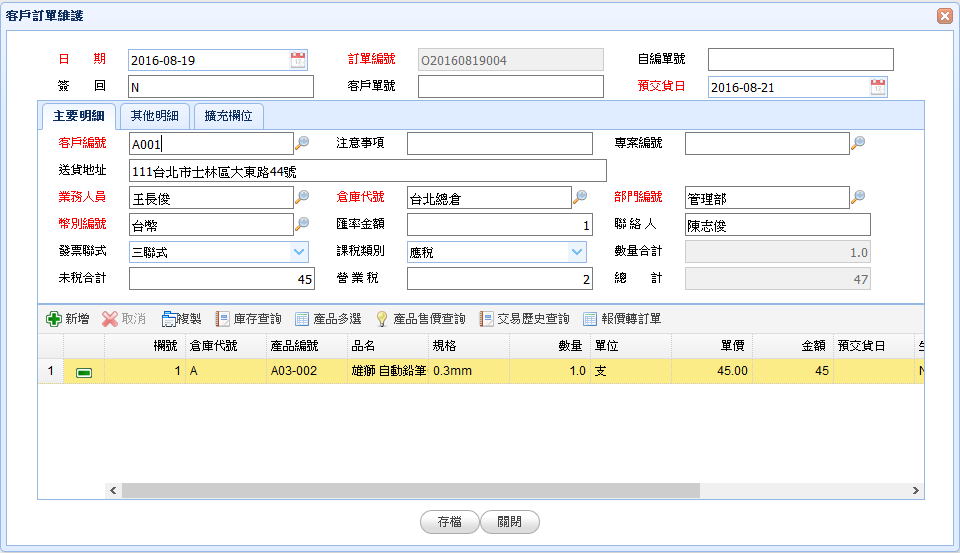 客戶訂單維護
日 期 2016-08-19 訂單編號 O20160819004 自編單號
簽 回 N 客戶單號 預交貨日 2016-08-21
主要明細 其他明細 擴充欄位
客戶編號 A001 注意事項 專案編號
送貨地址 111台北市士林區大東路44號
業務人員 王長俊 倉庫代號 台北總倉 部門編號 管理部
幣別編號 台幣 匯率金額 1 聯 絡 人 陳志俊
發票聯式 三聯式 課稅類別 應稅 數量合計 1.0
未稅合計 45 營 業 稅 2 總 計 47
新增 取消 複製 庫存查詢 產品多選 產品售價查詢 交易歷史查詢 報價轉訂單
欄號 倉庫代號 產品編號 品名 規格 數量 單位 單價 金額 預交貨日
1 1 A A03-002 雄獅 自動鉛筆 0.3mm 1.0 支 45.00 45 N
存檔 關閉